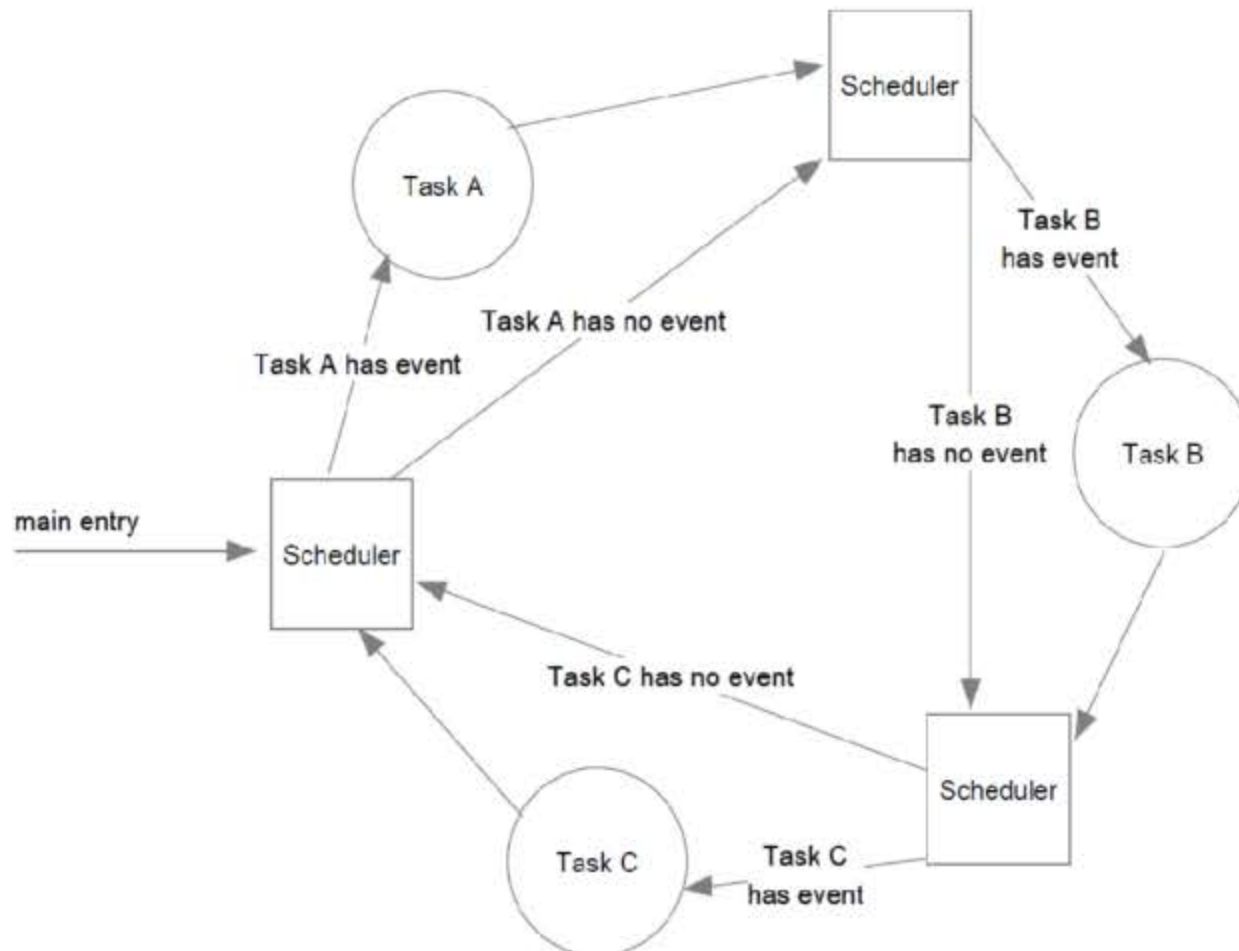 Scheduler
Task A
Task B
has event
Task A has no event
Task A has event
Task B
has no event
Task B
main entry
Scheduler
Task C has no event
Scheduler
Task C
Task C
has event